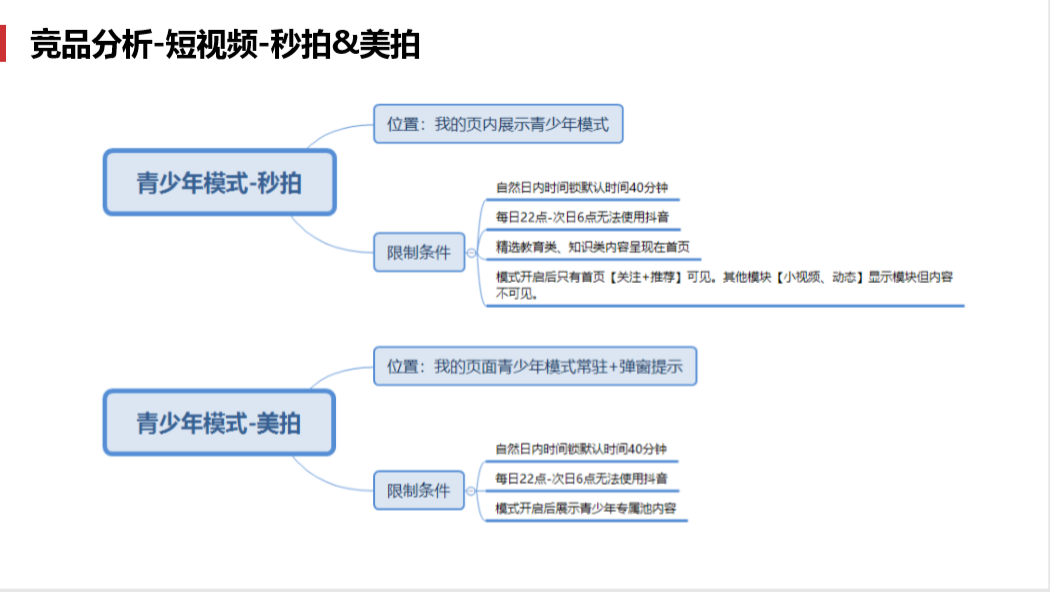 竞品分析-短视频-秒拍&美拍
位置：我的页内展示青少年模式
青少年模式-秒拍
限制条件
自然日内时间锁默认时间40分钟
每日22点-次日6点无法使用抖音
精选教育类、知识类内容呈现在首页
模式开启后只有首页【关注+推荐】可见。其他模块【小视频、动态】显示模块但内容
不可见。
位置：我的页面青少年模式常驻+弹窗提示
青少年模式-美拍
限制条件
自然日内时间锁默认时间40分钟
每日22点-次日6点无法使用抖音
模式开启后展示青少年专属池内容